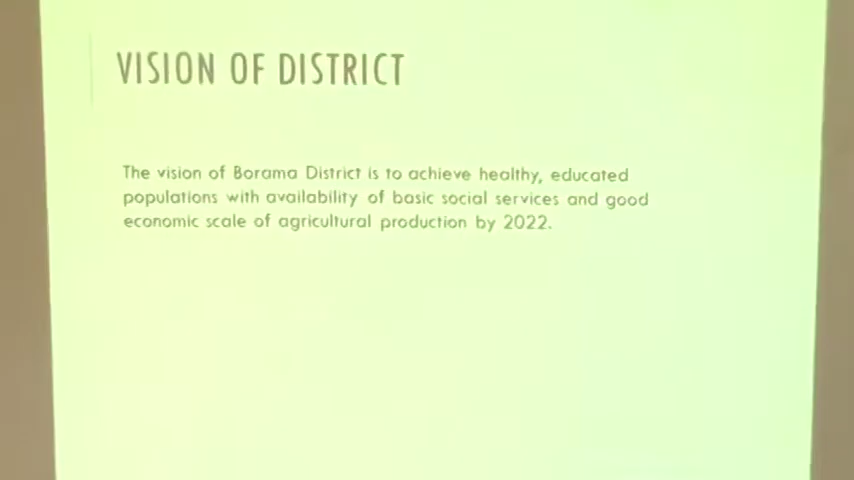 VISION OF DISTRICT
The vision of Borama District is to achieve healthy, educated
populations with availability of basic social services and good
economic scale of agricultural production by 2022.